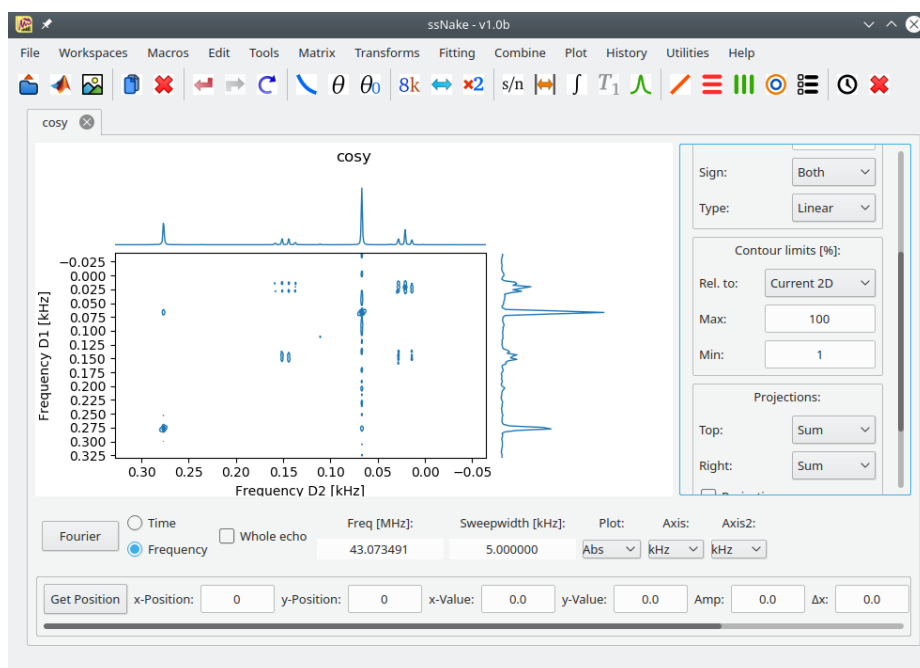 ssNake - v1.0b
File Workspaces Macros Edit Tools Matrix Transforms Fitting Combine Plot History Utilities Help
θ θ0 8k ×2 s/n ∫ T1
cosy
cosy
Sign: Both
Type: Linear
Contour limits [%]:
Rel. to: Current 2D
Max: 100
Min: 1
Projections:
Top: Sum
Right: Sum
−0.025
0.000
0.025
0.050
0.075
0.100
0.125
0.150
0.175
0.200
0.225
0.250
0.275
0.300
0.325
Frequency D1 [kHz]
0.30 0.25 0.20 0.15 0.10 0.05 0.00 −0.05
Frequency D2 [kHz]
Fourier
Time
Frequency
Whole echo
Freq [MHz]: Sweepwidth [kHz]: Plot: Axis: Axis2:
43.073491 5.000000 Abs kHz kHz
Get Position x-Position: 0 y-Position: 0 x-Value: 0.0 y-Value: 0.0 Amp: 0.0 Δx: 0.0